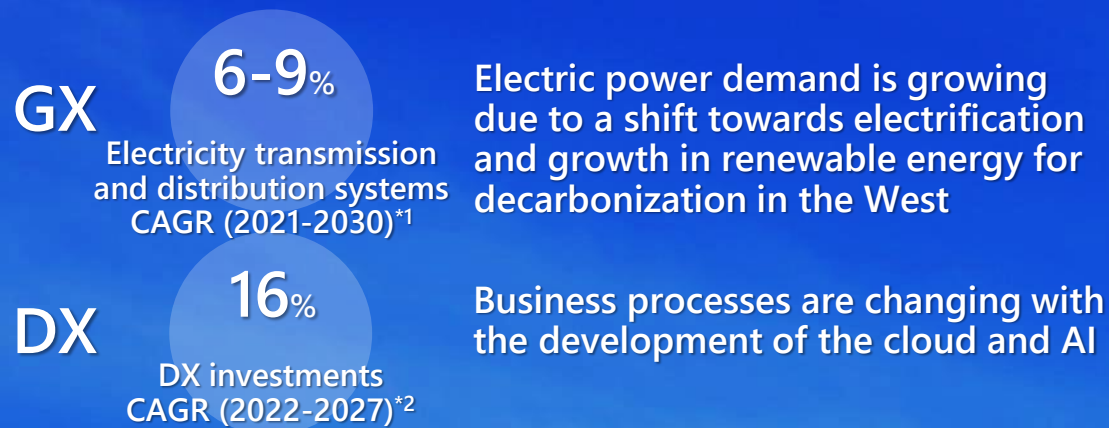 GX
6-9%
Electricity transmission
and distribution systems
CAGR (2021-2030)*1
Electric power demand is growing
due to a shift towards electrification
and growth in renewable energy for
decarbonization in the West
DX
16%
DX investments
CAGR (2022-2027)*2
Business processes are changing with
the development of the cloud and AI